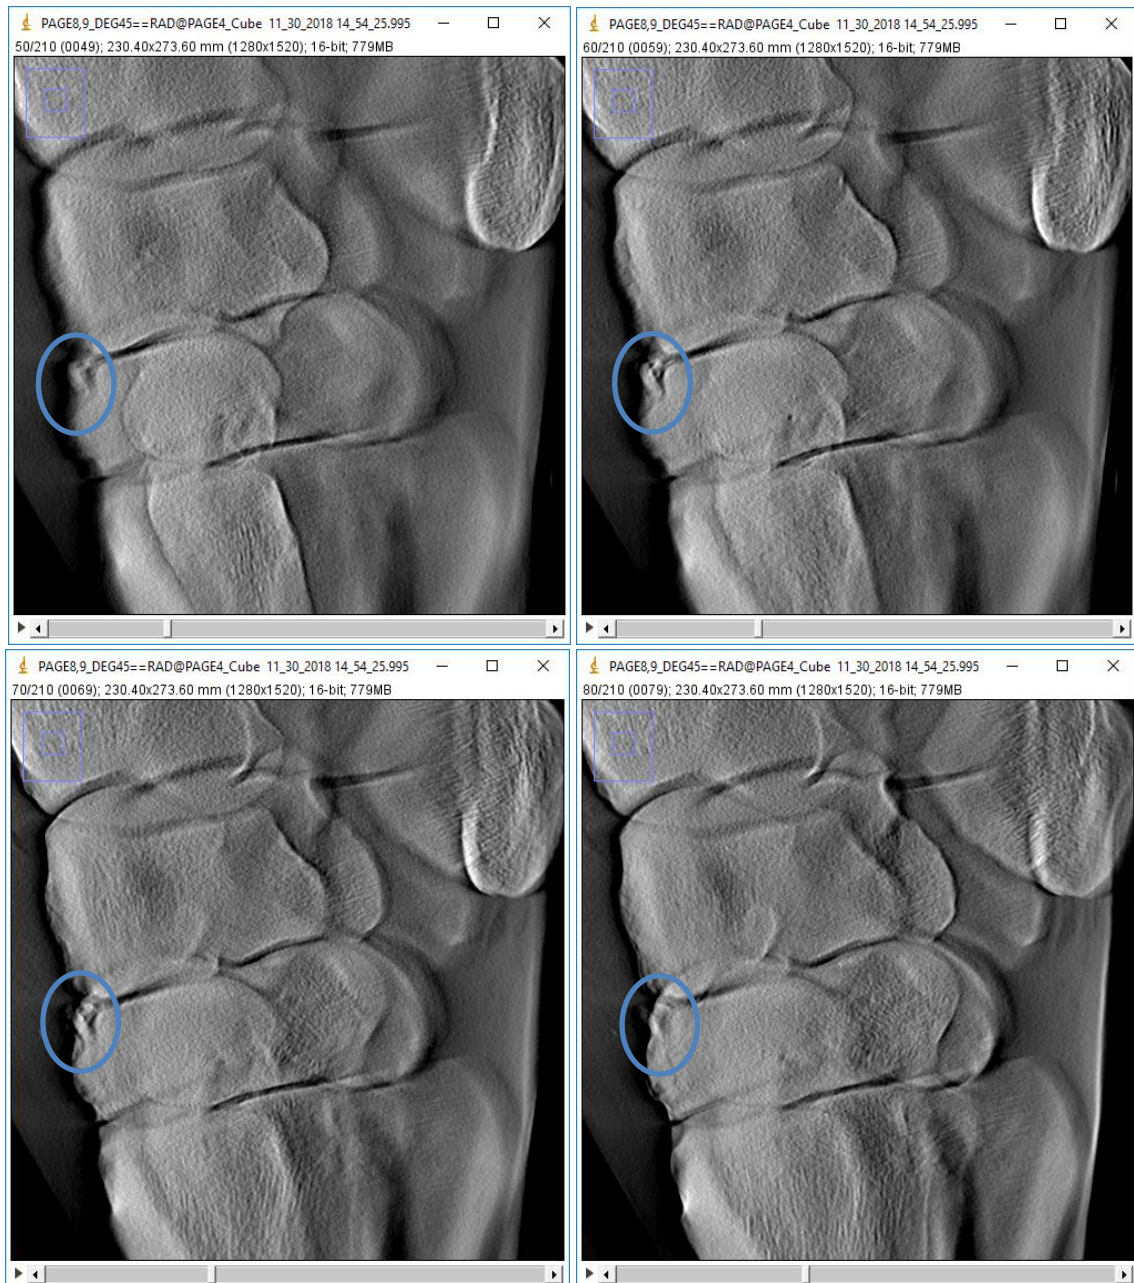 PAGE8,9_DEG45==RAD@PAGE4_Cube 11_30_2018 14_54_25.995
50/210 (0049); 230.40x273.60 mm (1280x1520); 16-bit; 779MB
PAGE8,9_DEG45==RAD@PAGE4_Cube 11_30_2018 14_54_25.995
60/210 (0059); 230.40x273.60 mm (1280x1520); 16-bit; 779MB
PAGE8,9_DEG45==RAD@PAGE4_Cube 11_30_2018 14_54_25.995
70/210 (0069); 230.40x273.60 mm (1280x1520); 16-bit; 779MB
PAGE8,9_DEG45==RAD@PAGE4_Cube 11_30_2018 14_54_25.995
80/210 (0079); 230.40x273.60 mm (1280x1520); 16-bit; 779MB